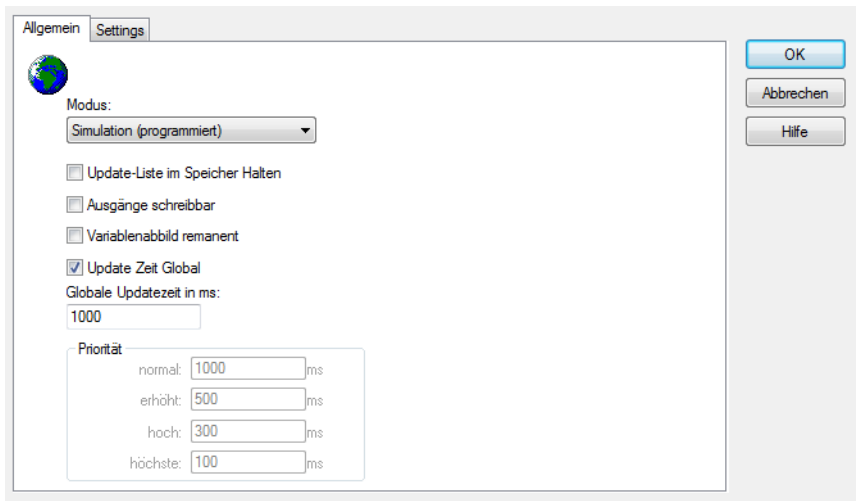 Allgemein
Settings
Modus:
Simulation (programmiert)
Update-Liste im Speicher Halten
Ausgänge schreibbar
Variablenabbild remanent
Update Zeit Global
Globale Updatezeit in ms:
1000
Priorität
normal: 1000 ms
erhöht: 500 ms
hoch: 300 ms
höchste: 100 ms
OK
Abbrechen
Hilfe